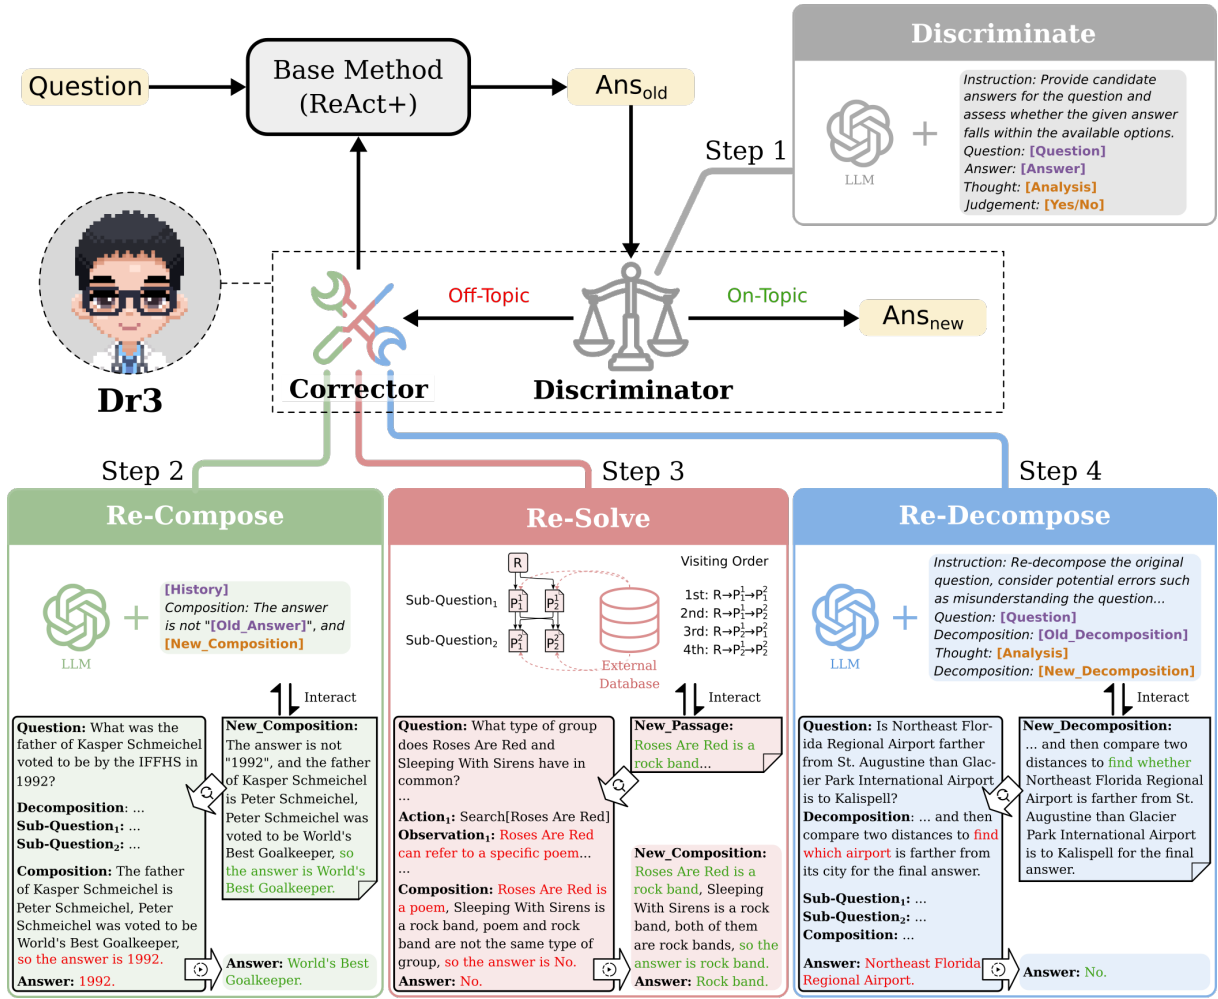 Discriminate
Question
Base Method
(ReAct+)
Ans_old
LLM
+
Instruction: Provide candidate
answers for the question and
assess whether the given answer
falls within the available options.
Question: [Question]
Answer: [Answer]
Thought: [Analysis]
Judgement: [Yes/No]
Step 1
Off-Topic
On-Topic
Ans_new
Dr3
Corrector
Discriminator
Step 2
Step 3
Step 4
Re-Compose
LLM
+
[History]
Composition: The answer
is not "[Old_Answer]", and
[New_Composition]
Interact
Question: What was the
father of Kasper Schmeichel
voted to be by the IFFHS in
1992?
Decomposition: ...
Sub-Question₁: ...
Sub-Question₂: ...
Composition: The father of
Kasper Schmeichel is
Peter Schmeichel, Peter
Schmeichel was voted to be
World's Best Goalkeeper,
so the answer is 1992.
Answer: 1992.
New_Composition:
The answer is not
"1992", and the father
of Kasper Schmeichel
is Peter Schmeichel,
Peter Schmeichel was
voted to be World's
Best Goalkeeper, so
the answer is World's
Best Goalkeeper.
Answer: World's Best
Goalkeeper.
Re-Solve
R
Sub-Question₁
P₁¹
P₂¹
Sub-Question₂
P₁²
P₂²
External
Database
Visiting Order
1st: R→P₁¹→P₁²
2nd: R→P₁¹→P₂²
3rd: R→P₂¹→P₁²
4th: R→P₂¹→P₂²
Interact
Question: What type of group
does Roses Are Red and
Sleeping With Sirens have in
common?
...
Action₁: Search[Roses Are Red]
Observation₁: Roses Are Red
can refer to a specific poem...
...
Composition: Roses Are Red is
a poem, Sleeping With Sirens is
a rock band, poem and rock
band are not the same type of
group, so the answer is No.
Answer: No.
New_Passage:
Roses Are Red is a
rock band...
New_Composition:
Roses Are Red is a
rock band, Sleeping
With Sirens is a rock
band, both of them
are rock bands, so the
answer is rock band.
Answer: Rock band.
Re-Decompose
LLM
+
Instruction: Re-decompose the original
question, consider potential errors such
as misunderstanding the question...
Question: [Question]
Decomposition: [Old_Decomposition]
Thought: [Analysis]
Decomposition: [New_Decomposition]
Interact
Question: Is Northeast Flor-
ida Regional Airport farther
from St. Augustine than Glac-
ier Park International Airport
is to Kalispell?
Decomposition: ... and then
compare two distances to find
which airport is farther from
its city for the final answer.
Sub-Question₁: ...
Sub-Question₂: ...
Composition: ...
Answer: Northeast Florida
Regional Airport.
New_Decomposition:
... and then compare two
distances to find whether
Northeast Florida Regional
Airport is farther from St.
Augustine than Glacier
Park International Airport
is to Kalispell for the final
answer.
Answer: No.